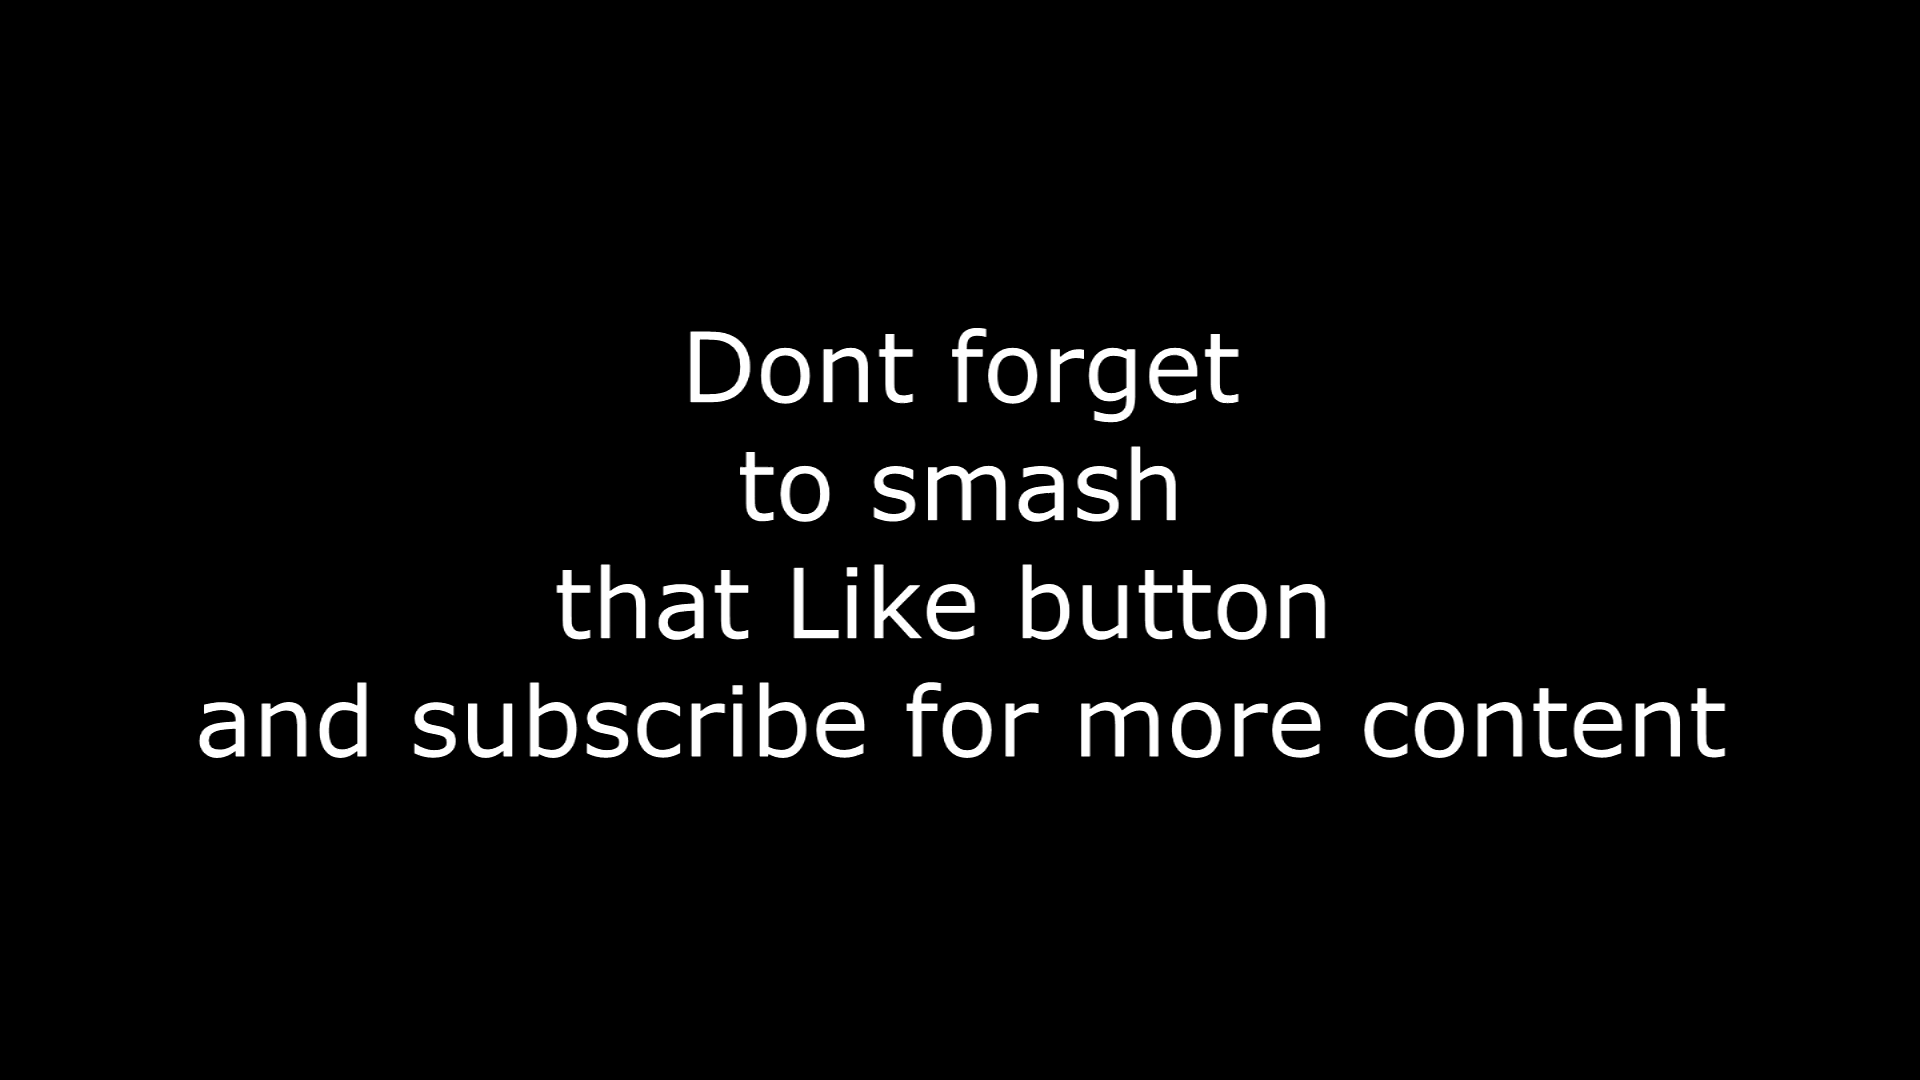 Dont forget
to smash
that Like button
and subscribe for more content